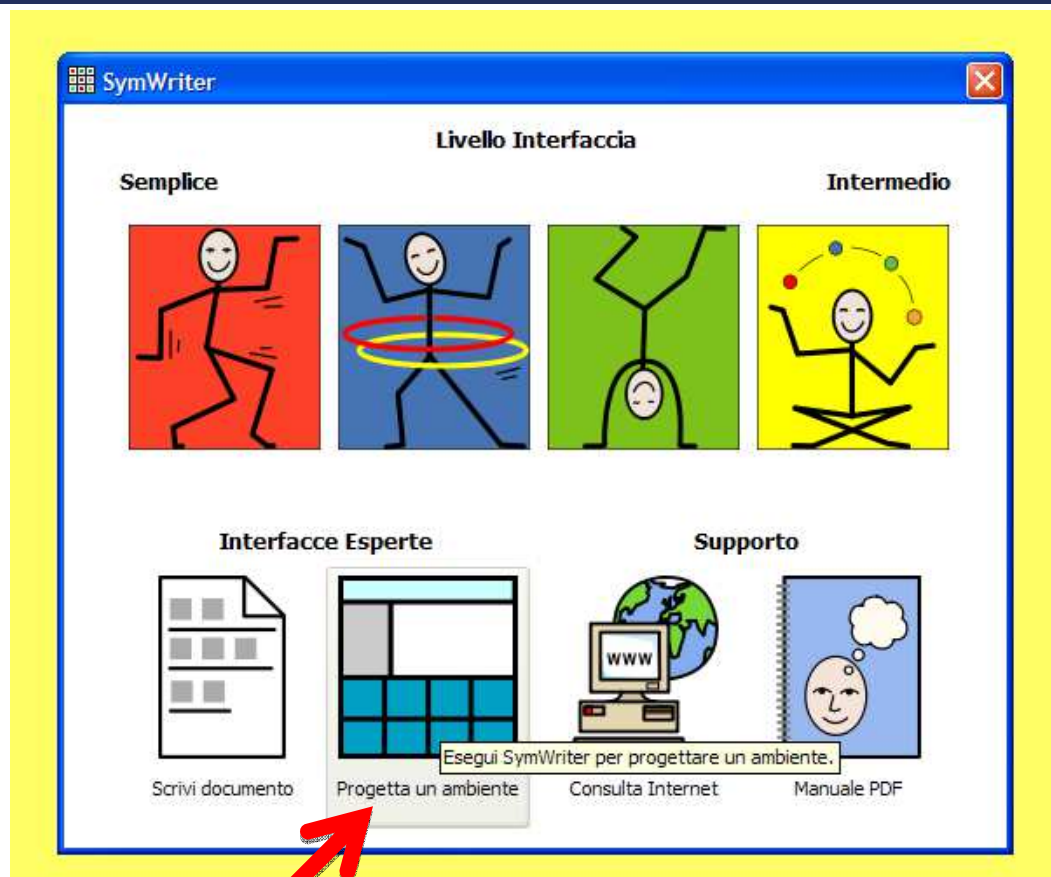 SymWriter
Livello Interfaccia
Semplice Intermedio
Interfacce Esperte Supporto
www
Esegui SymWriter per progettare un ambiente.
Scrivi documento Progetta un ambiente Consulta Internet Manuale PDF